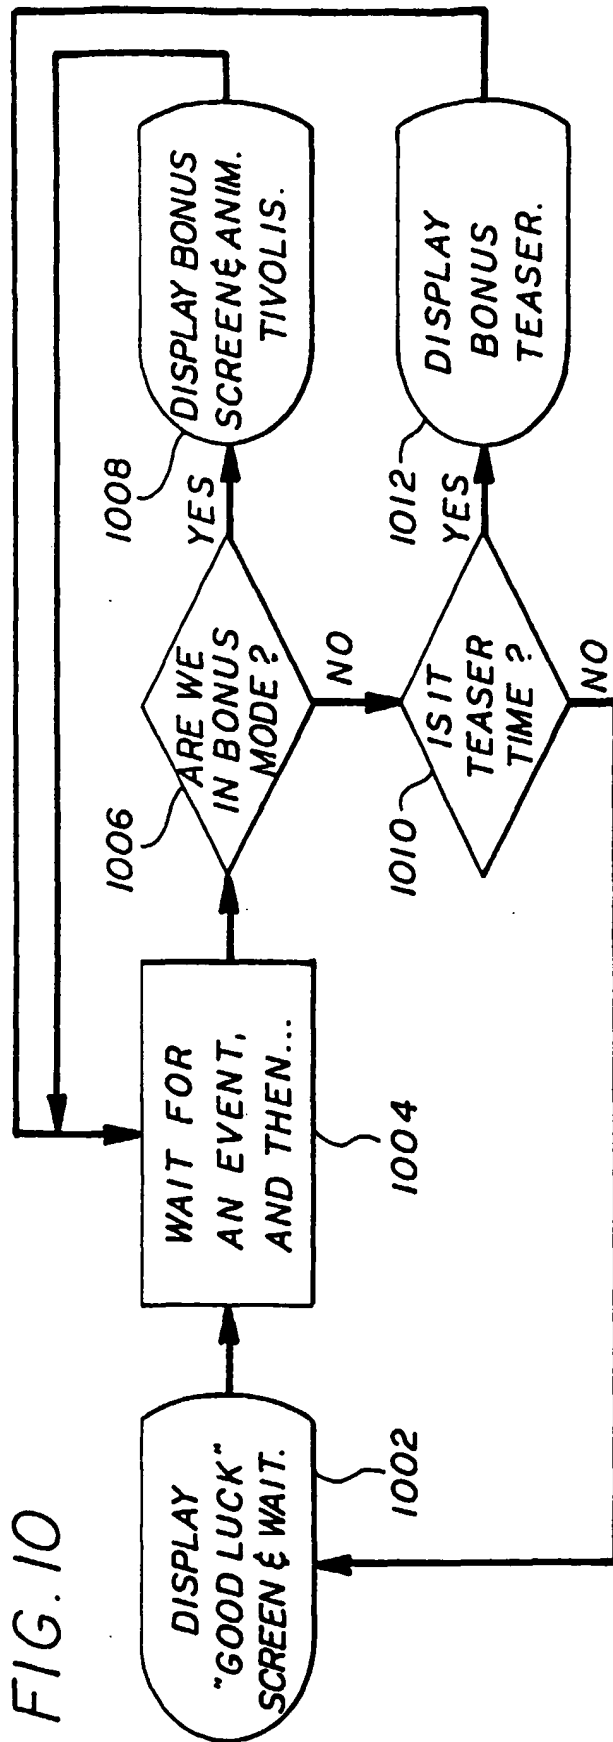 FIG. 10
DISPLAY
"GOOD LUCK"
SCREEN & WAIT.
1002
WAIT FOR
AN EVENT,
AND THEN...
1004
1006
ARE WE
IN BONUS
MODE?
YES
NO
1008
DISPLAY BONUS
SCREEN & ANIM.
TIVOLIS.
1010
IS IT
TEASER
TIME?
YES
NO
1012
DISPLAY
BONUS
TEASER.